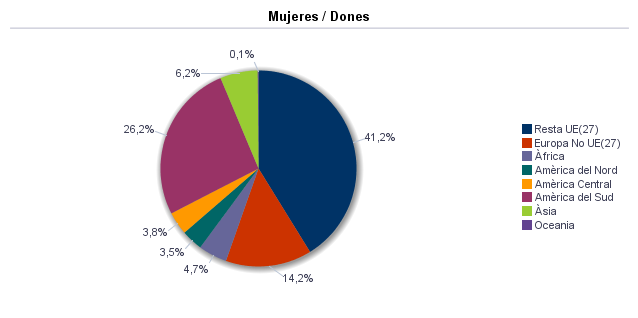 Mujeres / Dones
0,1%
6,2%
26,2%
41,2%
3,8%
3,5%
4,7%
14,2%
Resta UE(27)
Europa No UE(27)
Àfrica
Amèrica del Nord
Amèrica Central
Amèrica del Sud
Àsia
Oceania